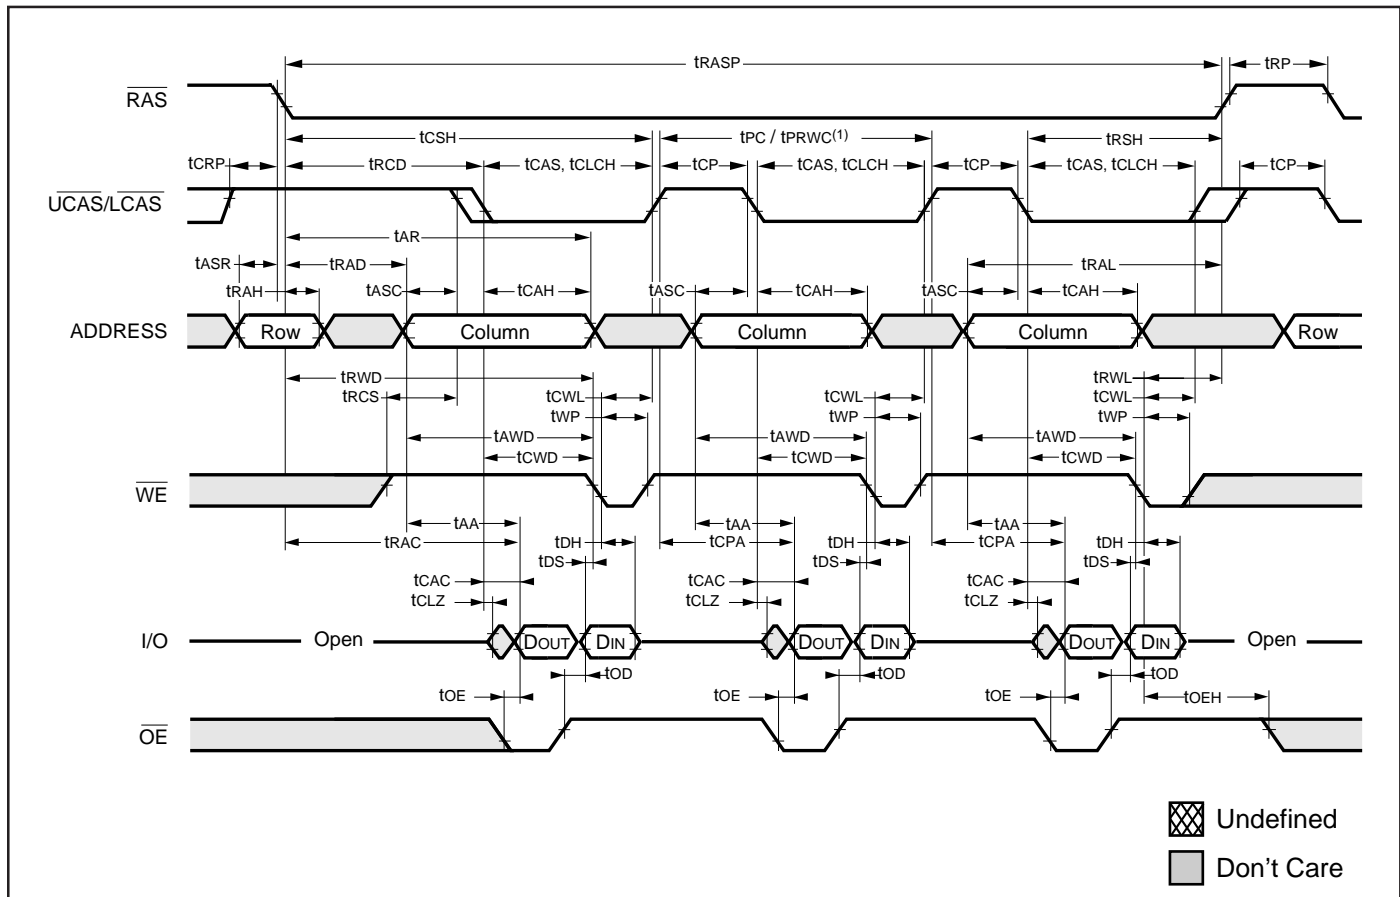 tRASP tRP
RAS
tCSH tPC / tPRWC(1) tRSH
tCRP tRCD tCAS, tCLCH tCP tCAS, tCLCH tCP tCAS, tCLCH tCP
UCAS/LCAS
tAR
tASR tRAD tRAL
tRAH tASC tCAH tASC tCAH tASC tCAH
ADDRESS Row Column Column Column Row
tRWD tRWL
tRCS tCWL tCWL tCWL
tWP tWP tWP
tAWD tAWD tAWD
tCWD tCWD tCWD
WE
tAA tAA tAA
tRAC tDH tCPA tDH tCPA tDH
tDS tDS tDS
tCAC tCAC tCAC
tCLZ tCLZ tCLZ
I/O Open DOUT DIN DOUT DIN DOUT DIN Open
tOD tOD tOD
tOE tOE tOE tOEH
OE
Undefined
Don't Care